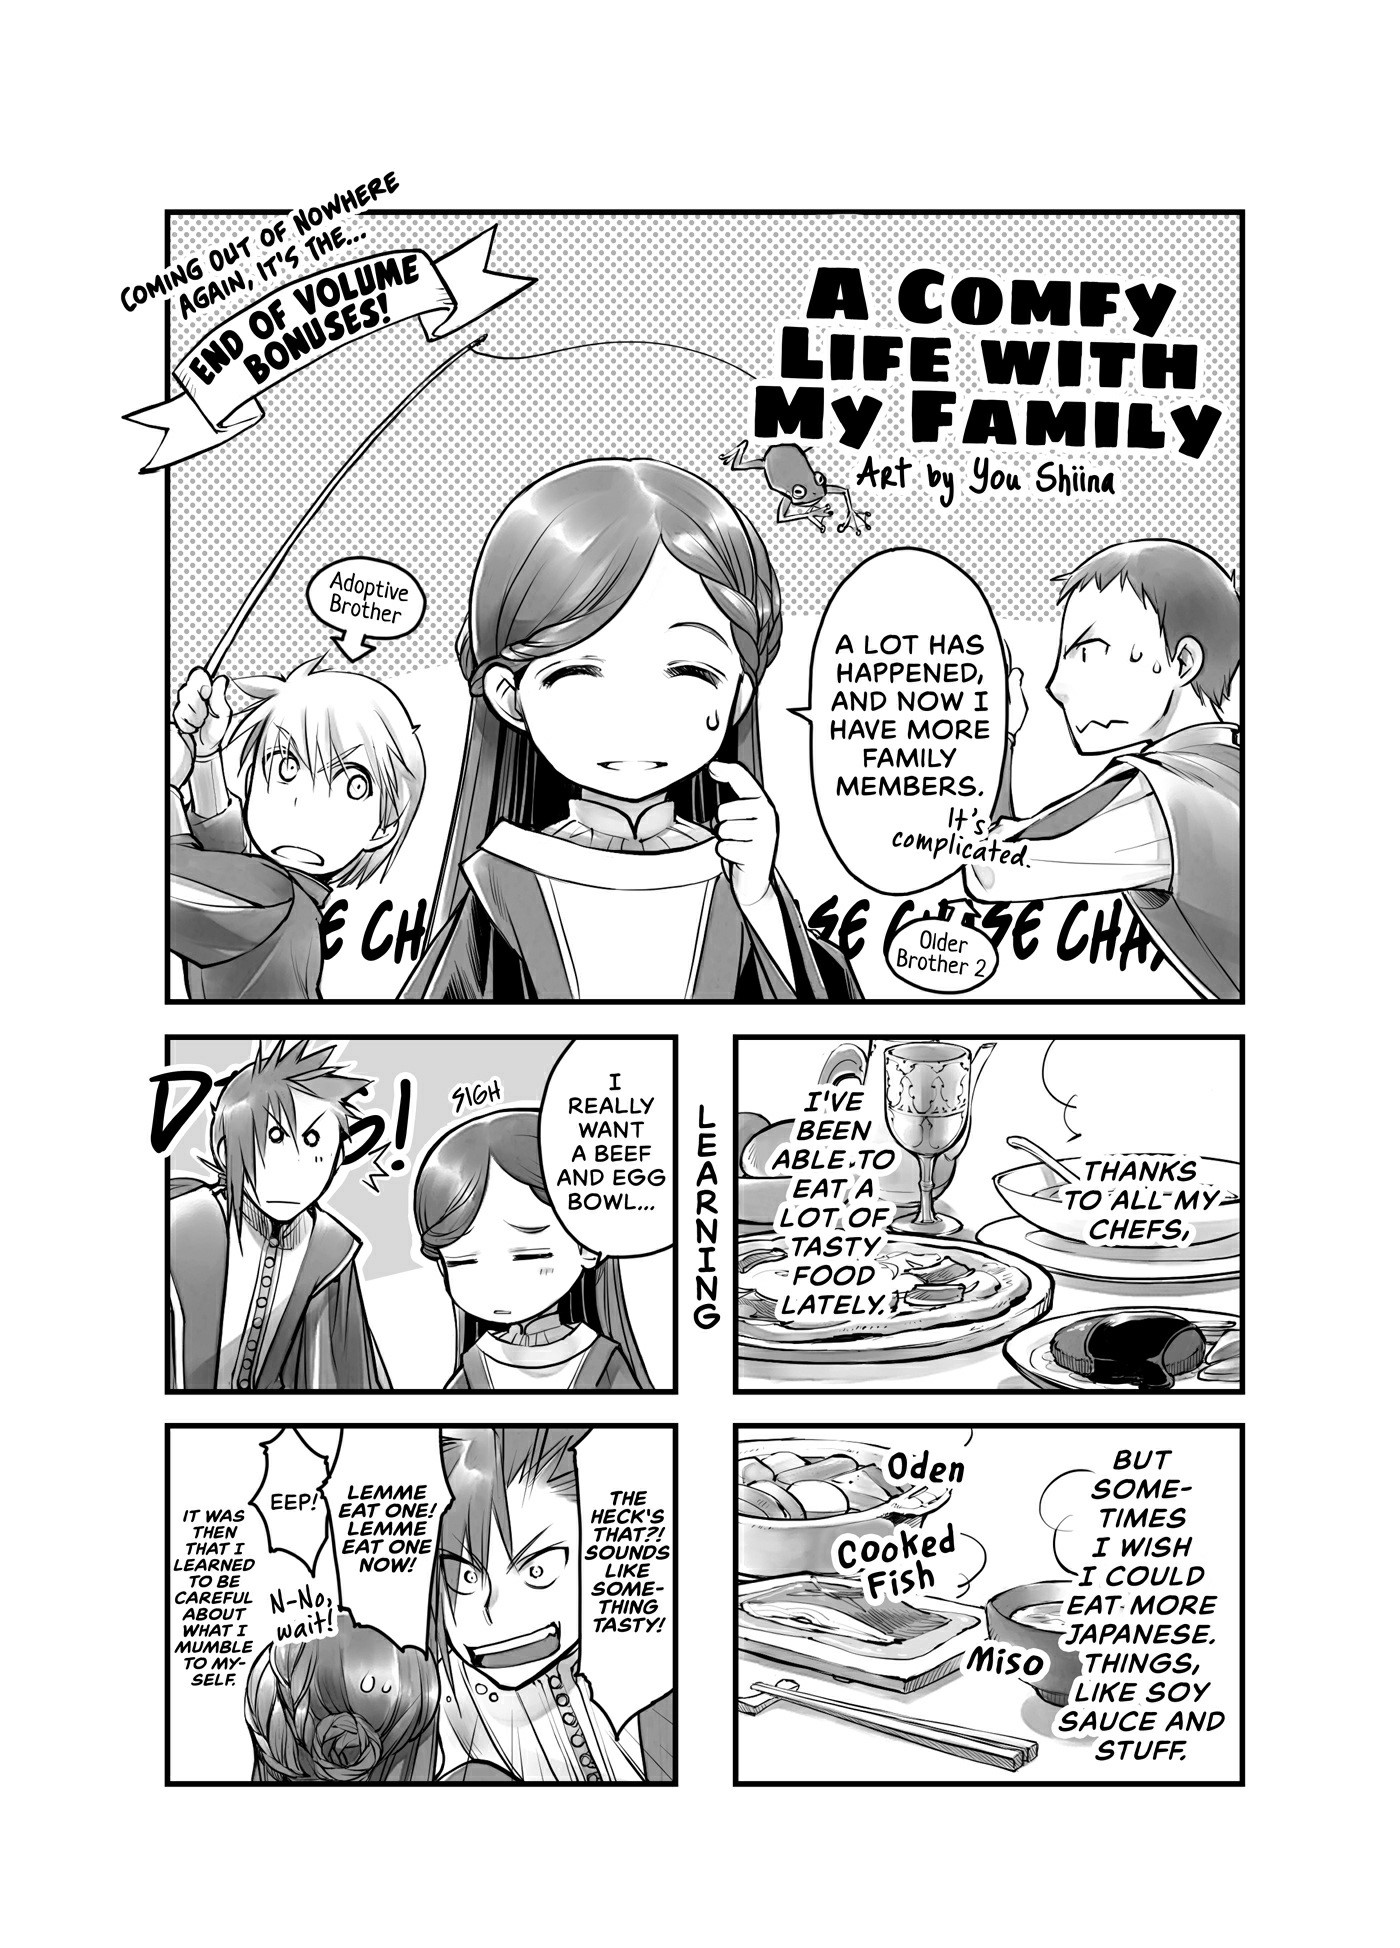 COMING OUT OF NOWHERE
AGAIN, IT'S THE...
END OF VOLUME
BONUSES!
A COMFY
LIFE WITH
MY FAMILY
Art by You Shiina
Adoptive
Brother
A LOT HAS
HAPPENED,
AND NOW I
HAVE MORE
FAMILY
MEMBERS.
It's
complicated.
Older
Brother 2
LEARNING
THANKS
TO ALL MY
CHEFS,
I'VE
BEEN
ABLE TO
EAT A
LOT OF
TASTY
FOOD
LATELY.
BUT
SOME-
TIMES
I WISH
I COULD
EAT MORE
JAPANESE.
THINGS,
LIKE SOY
SAUCE AND
STUFF.
Oden
Cooked
Fish
Miso
I
REALLY
WANT
A BEEF
AND EGG
BOWL...
SIGH
THE
HECK'S
THAT?!
SOUNDS
LIKE
SOME-
THING
TASTY!
LEMME
EAT ONE!
LEMME
EAT ONE
NOW!
EEP!
N-No,
wait!
IT WAS
THEN
THAT I
LEARNED
TO BE
CAREFUL
ABOUT
WHAT I
MUMBLE
TO MY-
SELF.